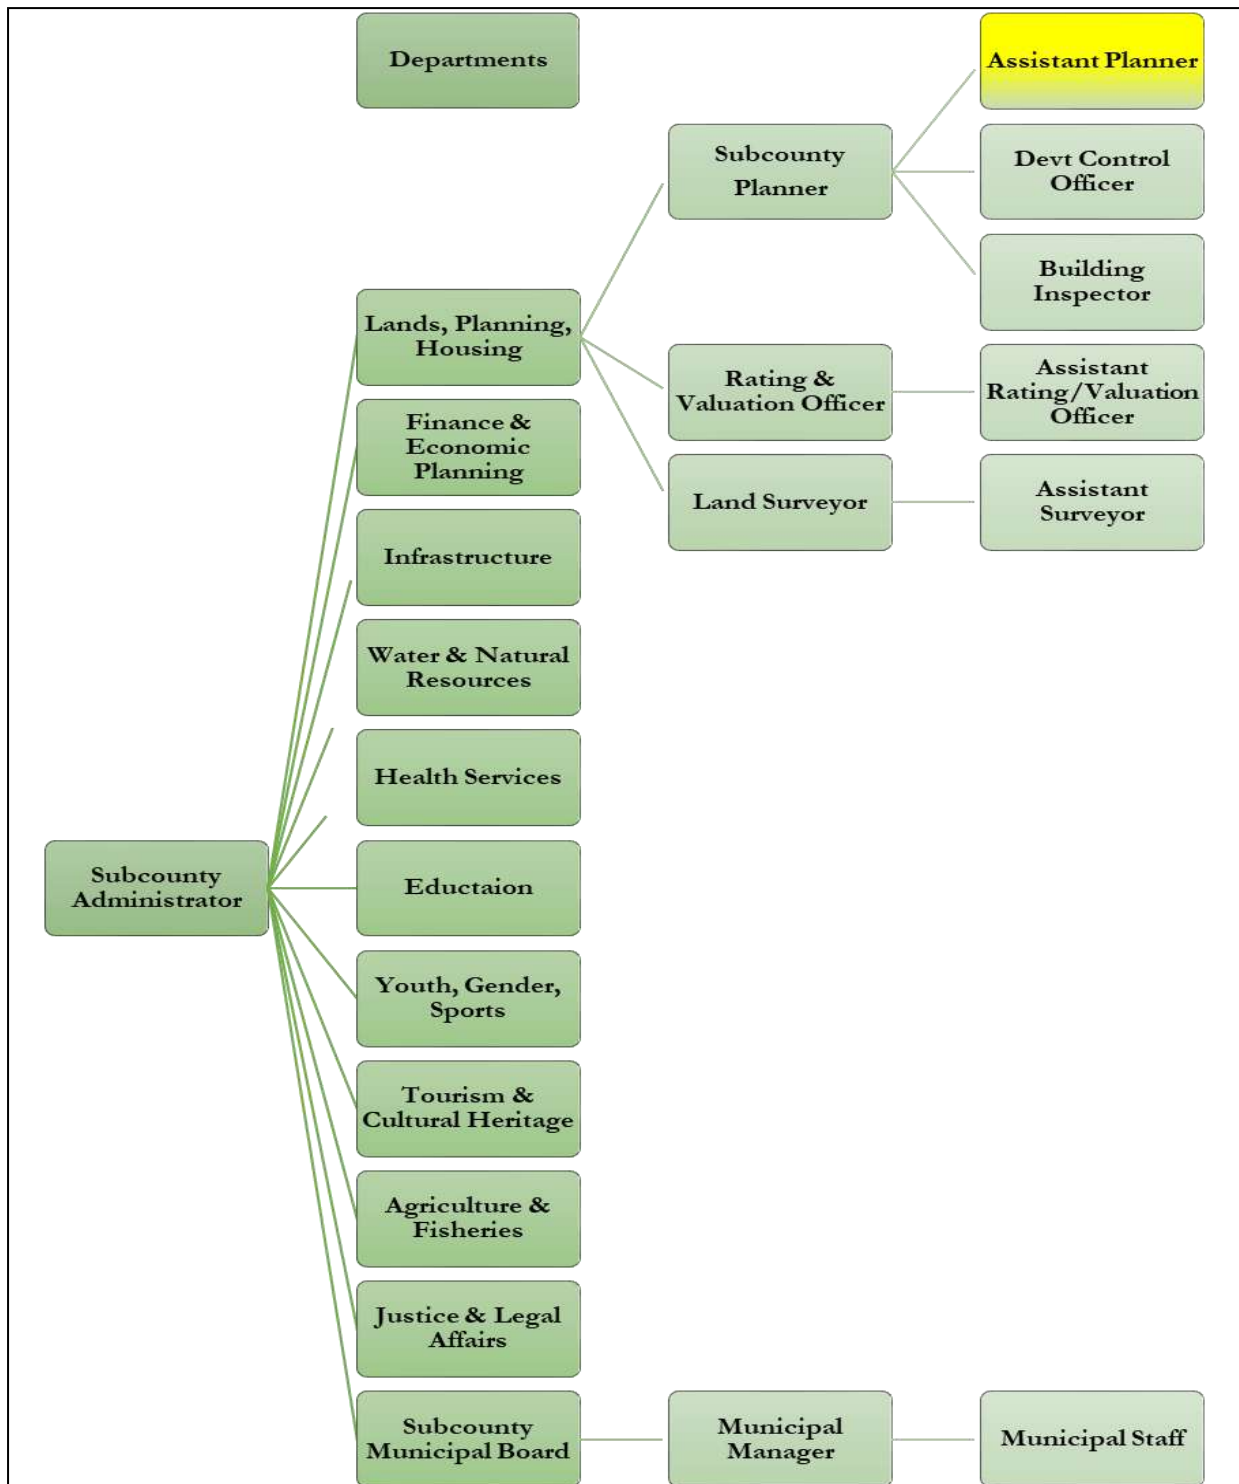 Departments
Assistant Planner
Subcounty
Planner
Devt Control
Officer
Building
Inspector
Lands, Planning,
Housing
Rating &
Valuation Officer
Assistant
Rating/Valuation
Officer
Finance &
Economic
Planning
Land Surveyor
Assistant
Surveyor
Infrastructure
Water & Natural
Resources
Health Services
Subcounty
Administrator
Eductaion
Youth, Gender,
Sports
Tourism &
Cultural Heritage
Agriculture &
Fisheries
Justice & Legal
Affairs
Subcounty
Municipal Board
Municipal
Manager
Municipal Staff